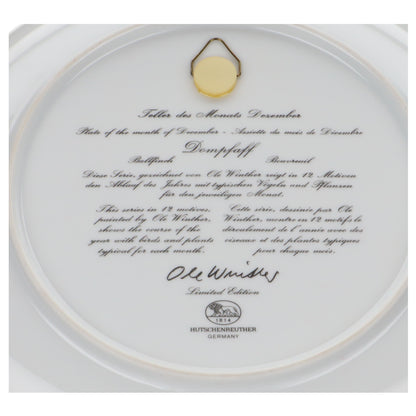 Teller des Monats Dezember
Plate of the month of December - Assiette du mois de Décembre
Dompfaff
Bullfinch Bouvreuil
Diese Serie, gezeichnet von Ole Winther zeigt in 12 Motiven
den Ablauf des Jahres mit typischen Vögeln und Pflanzen
für den jeweiligen Monat.
This series in 12 motives, Cette série, dessinée par Ole
painted by Ole Winther, Winther, montre en 12 motifs le
shows the course of the déroulement de l'année avec des
year with birds and plants oiseaux et des plantes typiques
typical for each month. pour chaque mois.
Ole Winther
Limited Edition
1814
HUTSCHENREUTHER
GERMANY